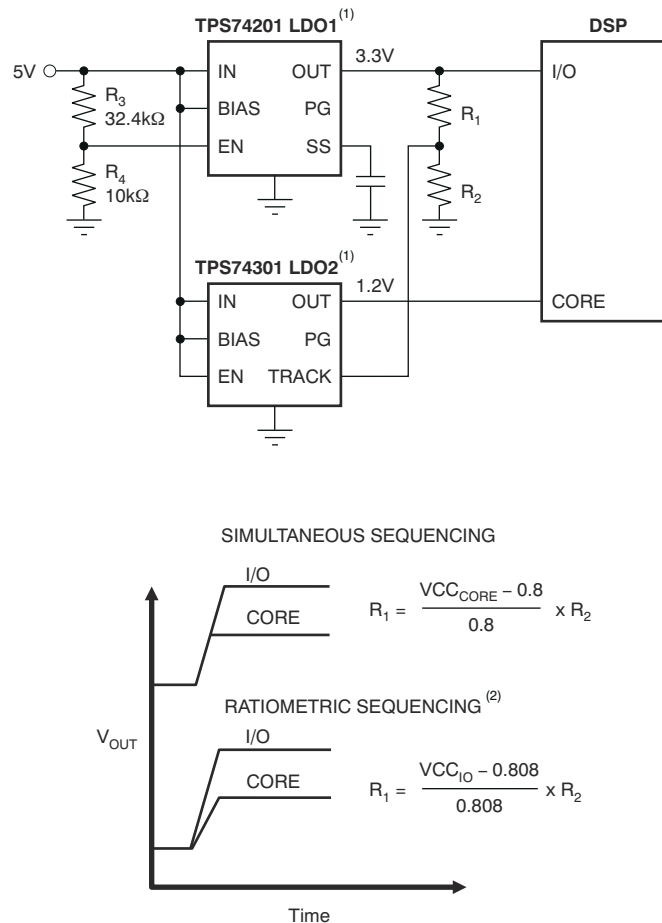 TPS74201 LDO1(1)
DSP
5V
IN
OUT
3.3V
I/O
R3
32.4kΩ
BIAS
PG
R1
EN
SS
R4
10kΩ
R2
TPS74301 LDO2(1)
IN
OUT
1.2V
CORE
BIAS
PG
EN
TRACK
SIMULTANEOUS SEQUENCING
I/O
CORE
R1 = VCCCORE – 0.8 / 0.8 x R2
RATIOMETRIC SEQUENCING (2)
VOUT
I/O
CORE
R1 = VCCIO – 0.808 / 0.808 x R2
Time